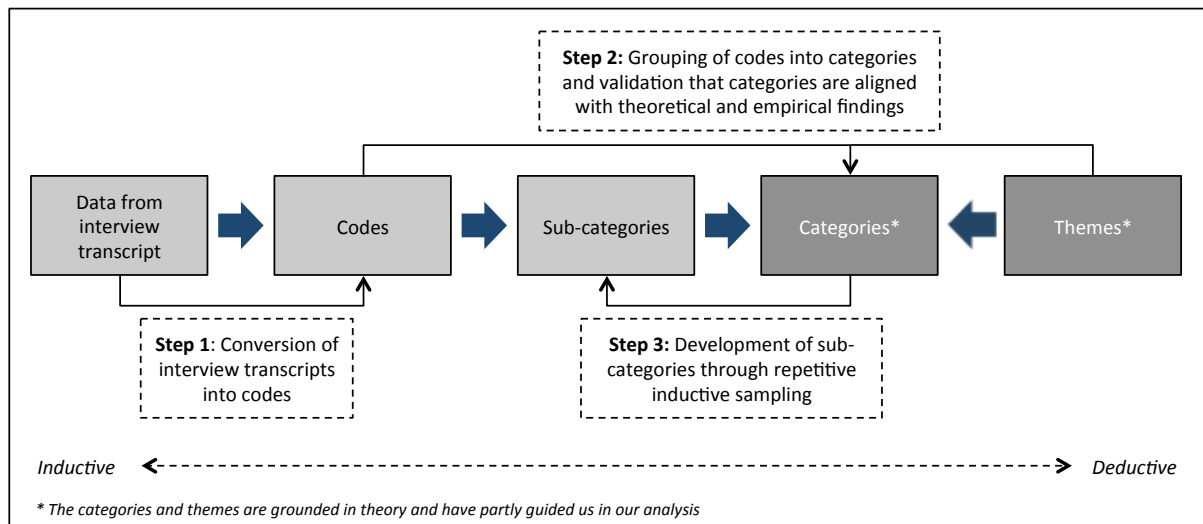 Step 2: Grouping of codes into categories
and validation that categories are aligned
with theoretical and empirical findings
Data from
interview
transcript
Codes
Sub-categories
Categories*
Themes*
Step 1: Conversion of
interview transcripts
into codes
Step 3: Development of sub-
categories through repetitive
inductive sampling
Inductive
Deductive
* The categories and themes are grounded in theory and have partly guided us in our analysis